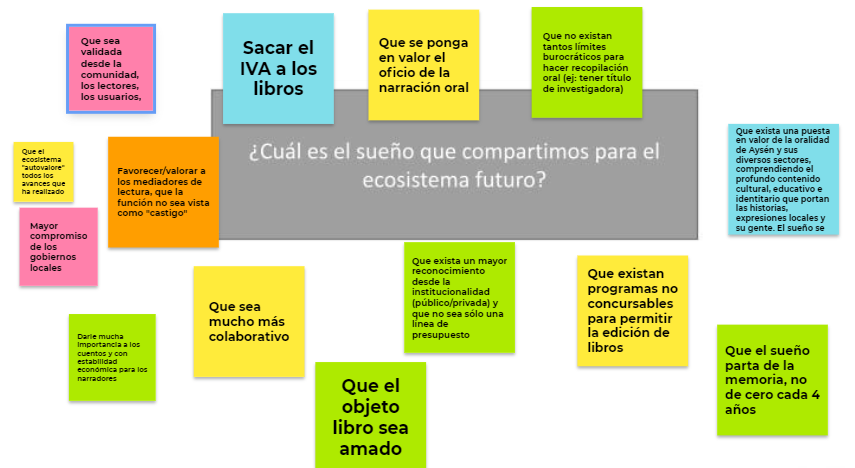 Que sea
validada
desde la
comunidad,
los lectores,
los usuarios,
Sacar el
IVA a los
libros
Que se ponga
en valor el
oficio de la
narración oral
Que no existan
tantos límites
burocráticos para
hacer recopilación
oral (ej: tener título
de investigadora)
¿Cuál es el sueño que compartimos para el
ecosistema futuro?
Que exista una puesta
en valor de la oralidad
de Aysén y sus
diversos sectores,
comprendiendo el
profundo contenido
cultural, educativo e
identitario que portan
las historias,
expresiones locales y
su gente. El sueño se
Que el
ecosistema
"autovalore"
todos los
avances que
ha realizado
Favorecer/valorar a
los mediadores de
lectura, que la
función no sea vista
como "castigo"
Mayor
compromiso
de los
gobiernos
locales
Que exista un mayor
reconocimiento
desde la
institucionalidad
(público/privada) y
que no sea sólo una
línea de
presupuesto
Que existan
programas no
concursables
para permitir
la edición de
libros
Que sea
mucho más
colaborativo
Darle mucha
importancia a los
cuentos y con
estabilidad
económica para los
narradores
Que el
objeto
libro sea
amado
Que el sueño
parta de la
memoria, no
de cero cada 4
años